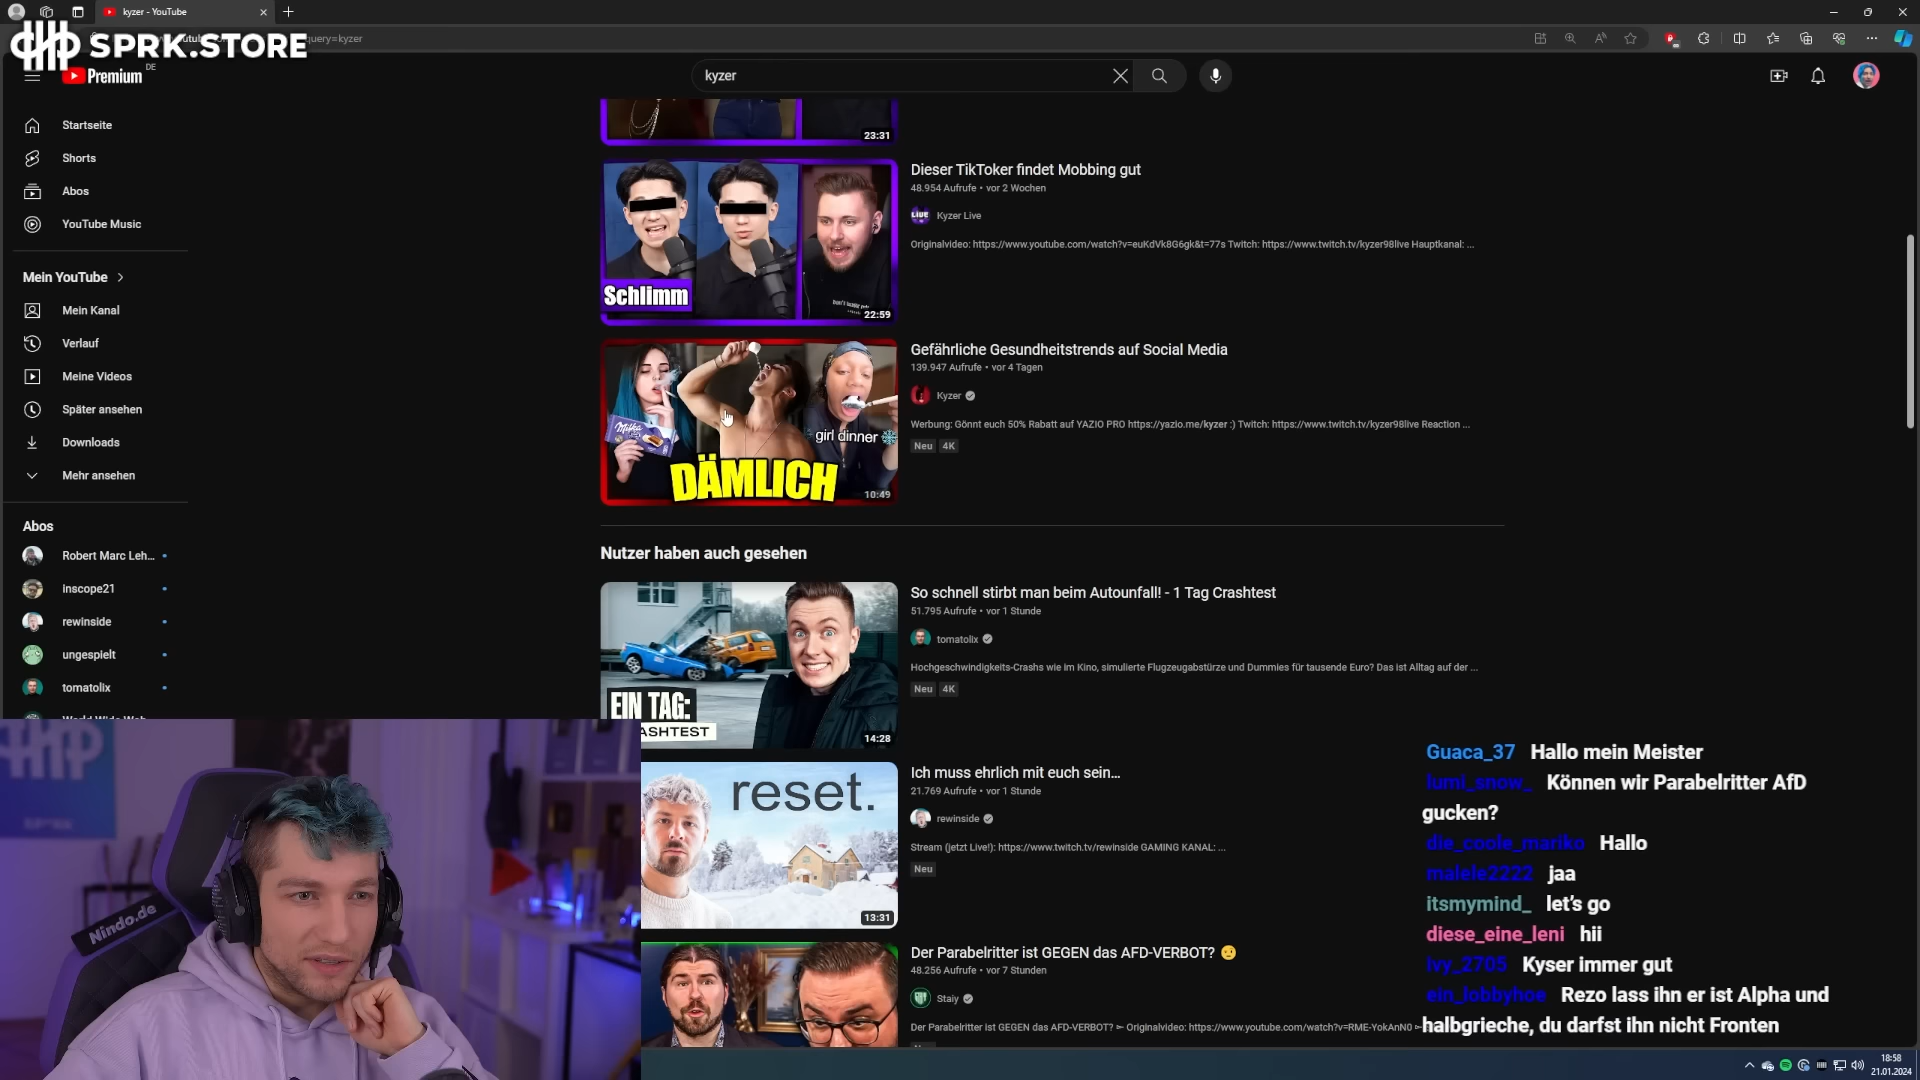 kyzer - YouTube
SPRK.STORE
query=kyzer
Premium
DE
kyzer
Startseite
Shorts
Abos
YouTube Music
Mein YouTube
Mein Kanal
Verlauf
Meine Videos
Später ansehen
Downloads
Mehr ansehen
Abos
Robert Marc Leh...
inscope21
rewinside
ungespielt
tomatolix
23:31
Schlimm
22:59
Dieser TikToker findet Mobbing gut
48.954 Aufrufe • vor 2 Wochen
LIVE
Kyzer Live
Originalvideo: https://www.youtube.com/watch?v=euKdVk8G6gk&t=77s Twitch: https://www.twitch.tv/kyzer98live Hauptkanal: ...
Milka
girl dinner
DÄMLICH
10:49
Gefährliche Gesundheitstrends auf Social Media
139.947 Aufrufe • vor 4 Tagen
Kyzer
Werbung: Gönnt euch 50% Rabatt auf YAZIO PRO https://yazio.me/kyzer :) Twitch: https://www.twitch.tv/kyzer98live Reaction ...
Neu 4K
Nutzer haben auch gesehen
EIN TAG:
ASHTEST
14:28
So schnell stirbt man beim Autounfall! - 1 Tag Crashtest
51.795 Aufrufe • vor 1 Stunde
tomatolix
Hochgeschwindigkeits-Crashs wie im Kino, simulierte Flugzeugabstürze und Dummies für tausende Euro? Das ist Alltag auf der ...
Neu 4K
reset.
13:31
Ich muss ehrlich mit euch sein...
21.769 Aufrufe • vor 1 Stunde
rewinside
Stream (jetzt Live!): https://www.twitch.tv/rewinside GAMING KANAL: ...
Neu
Der Parabelritter ist GEGEN das AFD-VERBOT?
48.256 Aufrufe • vor 7 Stunden
Staiy
Der Parabelritter ist GEGEN das AFD-VERBOT? ➳ Originalvideo: https://www.youtube.com/watch?v=RME-YokAnN0
Nindo.de
Guaca_37 Hallo mein Meister
lumi_snow_ Können wir Parabelritter AfD
gucken?
die_coole_mariko Hallo
malele2222 jaa
itsmymind_ let's go
diese_eine_leni hii
ivy_2705 Kyser immer gut
ein_lobbyhoe Rezo lass ihn er ist Alpha und
halbgrieche, du darfst ihn nicht Fronten
18:58
21.01.2024